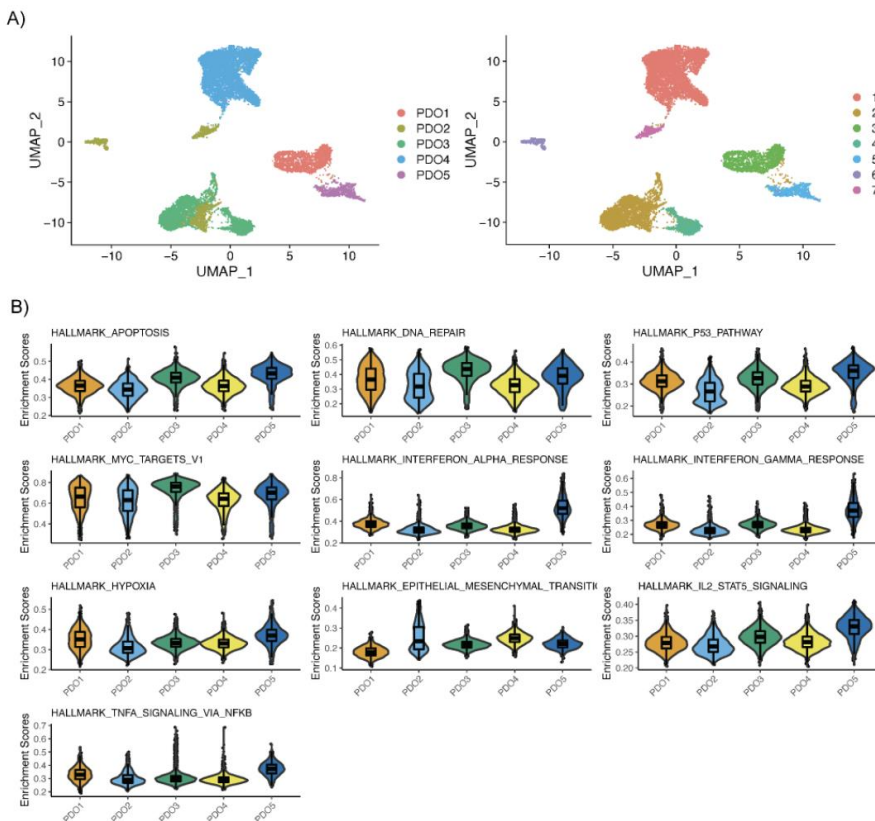 A)
10
5
0
−5
−10
UMAP_2
−10
−5
0
5
10
UMAP_1
PDO1
PDO2
PDO3
PDO4
PDO5
10
5
0
−5
−10
UMAP_2
−10
−5
0
5
10
UMAP_1
1
2
3
4
5
6
7
B)
HALLMARK_APOPTOSIS
Enrichment Scores
0.5
0.4
0.3
0.2
PDO1
PDO2
PDO3
PDO4
PDO5
HALLMARK_DNA_REPAIR
Enrichment Scores
0.6
0.5
0.4
0.3
0.2
PDO1
PDO2
PDO3
PDO4
PDO5
HALLMARK_P53_PATHWAY
Enrichment Scores
0.4
0.3
0.2
PDO1
PDO2
PDO3
PDO4
PDO5
HALLMARK_MYC_TARGETS_V1
Enrichment Scores
0.8
0.6
0.4
PDO1
PDO2
PDO3
PDO4
PDO5
HALLMARK_INTERFERON_ALPHA_RESPONSE
Enrichment Scores
0.8
0.6
0.4
0.2
PDO1
PDO2
PDO3
PDO4
PDO5
HALLMARK_INTERFERON_GAMMA_RESPONSE
Enrichment Scores
0.6
0.5
0.4
0.3
0.2
PDO1
PDO2
PDO3
PDO4
PDO5
HALLMARK_HYPOXIA
Enrichment Scores
0.5
0.4
0.3
0.2
PDO1
PDO2
PDO3
PDO4
PDO5
HALLMARK_EPITHELIAL_MESENCHYMAL_TRANSITIO
Enrichment Scores
0.4
0.3
0.2
0.1
PDO1
PDO2
PDO3
PDO4
PDO5
HALLMARK_IL2_STAT5_SIGNALING
Enrichment Scores
0.40
0.35
0.30
0.25
0.20
PDO1
PDO2
PDO3
PDO4
PDO5
HALLMARK_TNFA_SIGNALING_VIA_NFKB
Enrichment Scores
0.7
0.6
0.5
0.4
0.3
0.2
PDO1
PDO2
PDO3
PDO4
PDO5